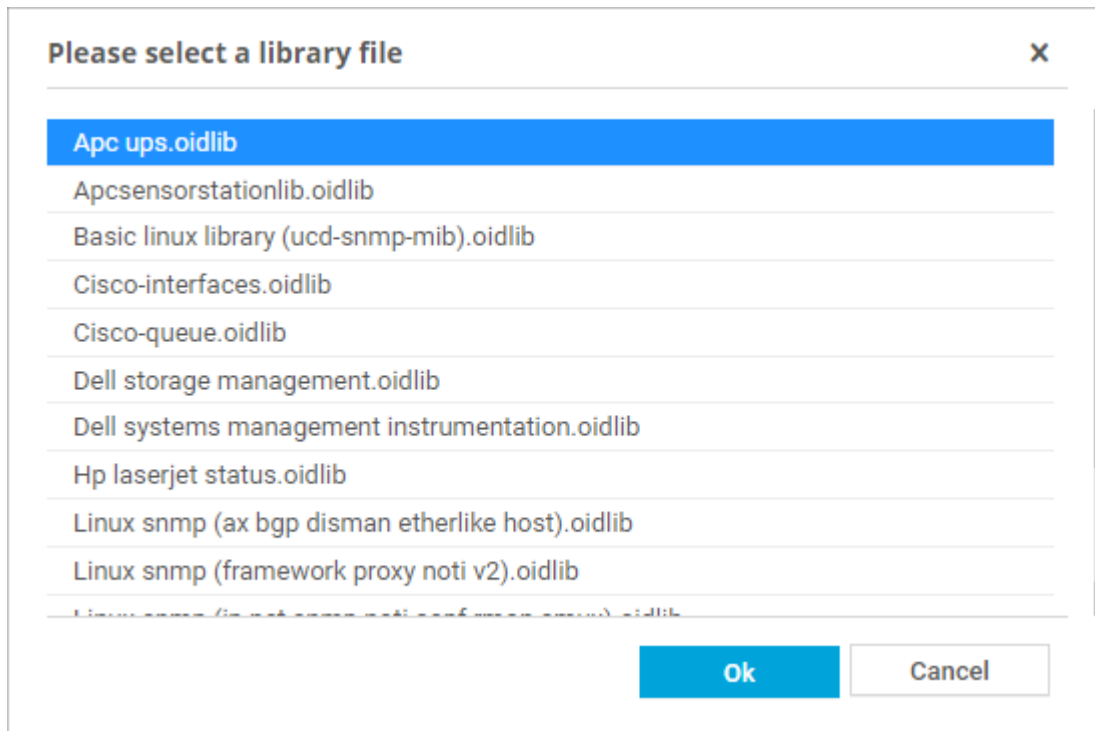 Please select a library file
Apc ups.oidlib
Apcsensorstationlib.oidlib
Basic linux library (ucd-snmp-mib).oidlib
Cisco-interfaces.oidlib
Cisco-queue.oidlib
Dell storage management.oidlib
Dell systems management instrumentation.oidlib
Hp laserjet status.oidlib
Linux snmp (ax bgp disman etherlike host).oidlib
Linux snmp (framework proxy noti v2).oidlib
Linux snmp
Ok Cancel